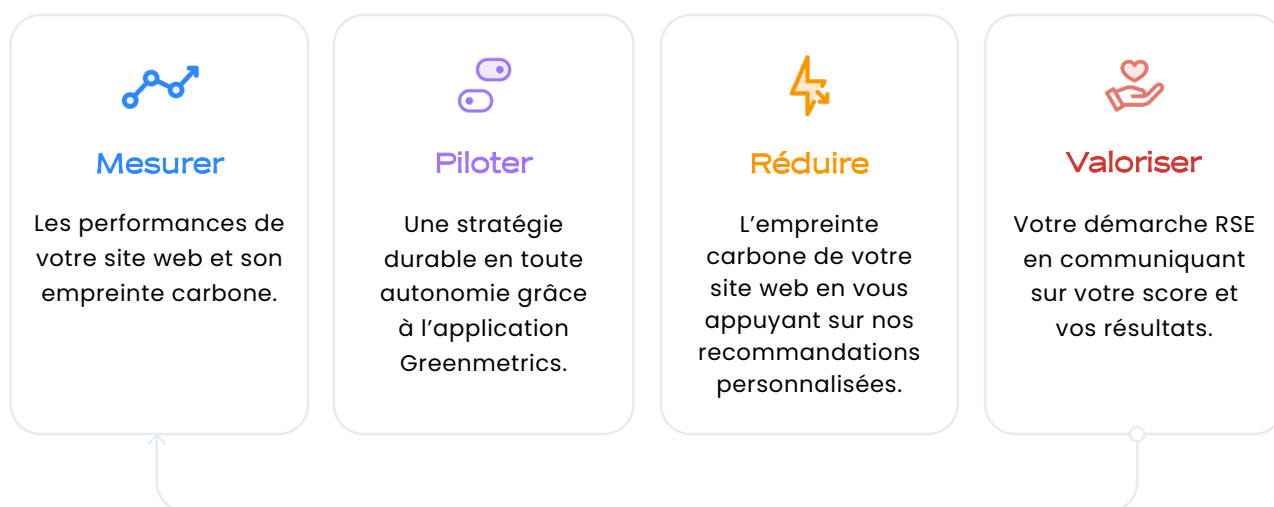 Mesurer
Les performances de
votre site web et son
empreinte carbone.
Piloter
Une stratégie
durable en toute
autonomie grâce
à l’application
Greenmetrics.
Réduire
L’empreinte
carbone de votre
site web en vous
appuyant sur nos
recommandations
personnalisées.
Valoriser
Votre démarche RSE
en communiquant
sur votre score et
vos résultats.